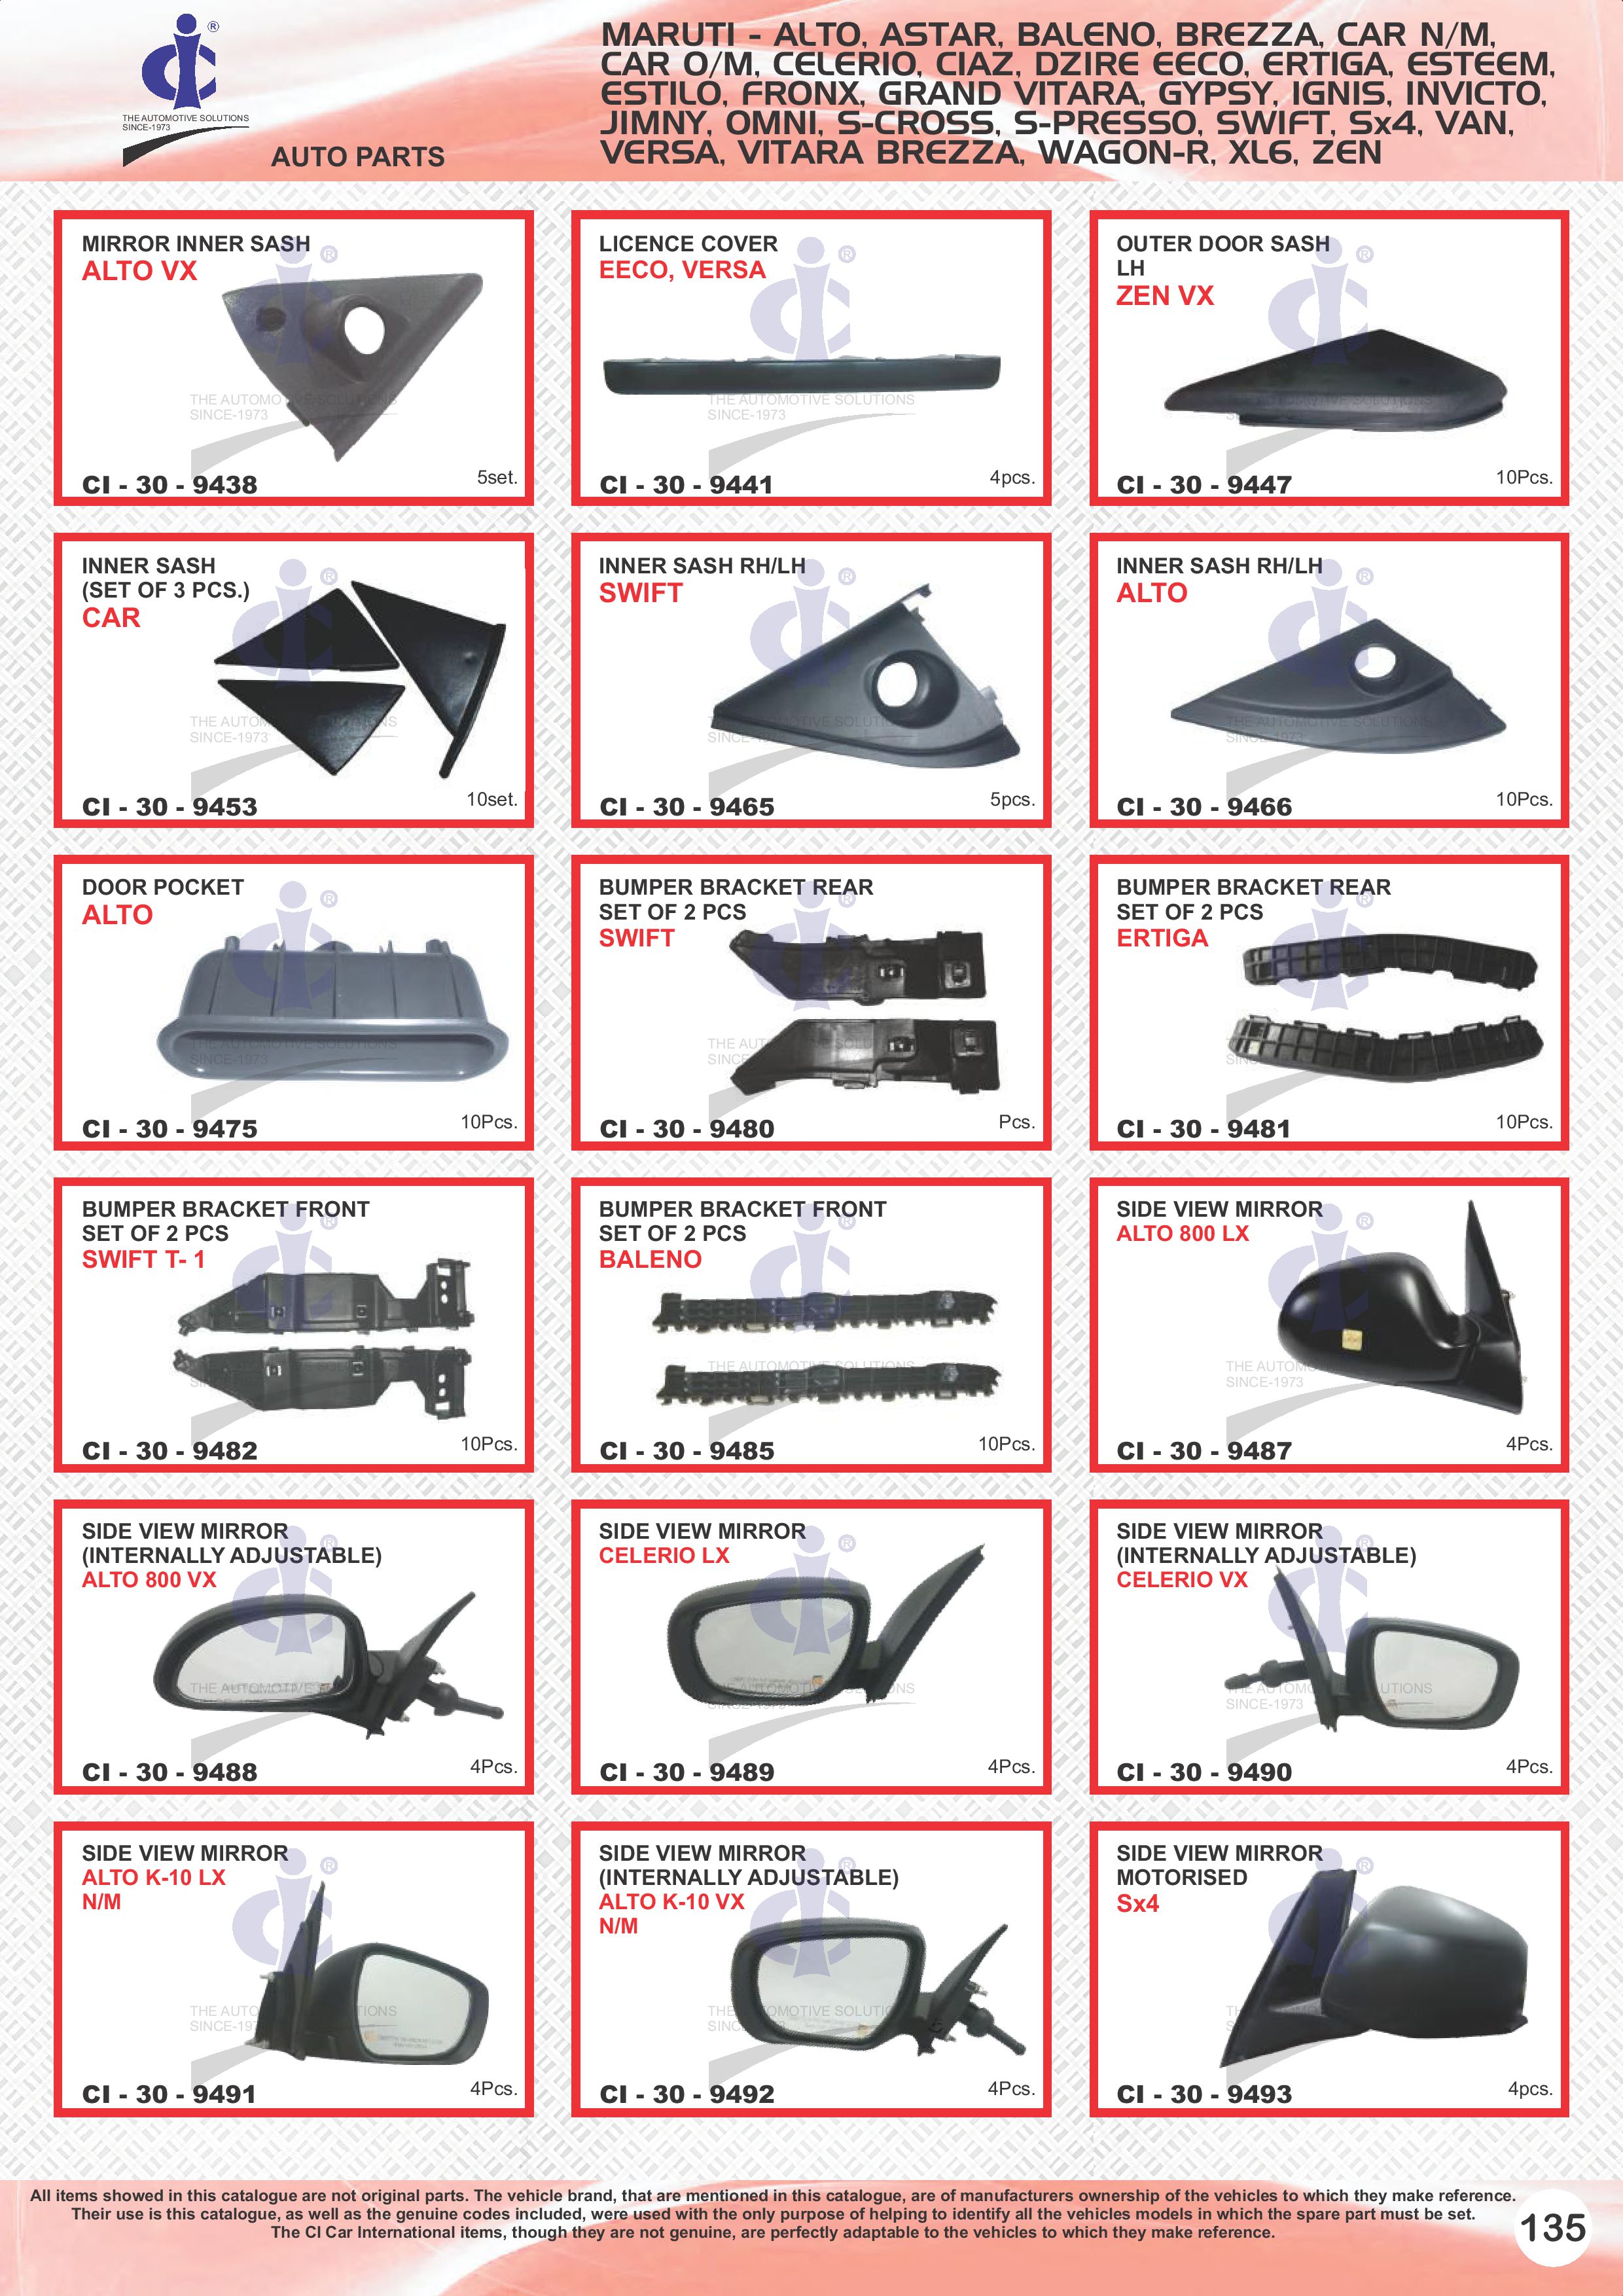 ®
THE AUTOMOTIVE SOLUTIONS
SINCE-1973
AUTO PARTS
MARUTI - ALTO, ASTAR, BALENO, BREZZA, CAR N/M,
CAR O/M, CELERIO, CIAZ, DZIRE EECO, ERTIGA, ESTEEM,
ESTILO, FRONX, GRAND VITARA, GYPSY, IGNIS, INVICTO,
JIMNY, OMNI, S-CROSS, S-PRESSO, SWIFT, Sx4, VAN,
VERSA, VITARA BREZZA, WAGON-R, XL6, ZEN
MIRROR INNER SASH
ALTO VX
CI - 30 - 9438
5set.
LICENCE COVER
EECO, VERSA
THE AUTOMOTIVE SOLUTIONS
SINCE-1973
CI - 30 - 9441
4pcs.
OUTER DOOR SASH
LH
ZEN VX
CI - 30 - 9447
10Pcs.
INNER SASH
(SET OF 3 PCS.)
CAR
CI - 30 - 9453
10set.
INNER SASH RH/LH
SWIFT
CI - 30 - 9465
5pcs.
INNER SASH RH/LH
ALTO
CI - 30 - 9466
10Pcs.
DOOR POCKET
ALTO
CI - 30 - 9475
10Pcs.
BUMPER BRACKET REAR
SET OF 2 PCS
SWIFT
CI - 30 - 9480
Pcs.
BUMPER BRACKET REAR
SET OF 2 PCS
ERTIGA
CI - 30 - 9481
10Pcs.
BUMPER BRACKET FRONT
SET OF 2 PCS
SWIFT T- 1
CI - 30 - 9482
10Pcs.
BUMPER BRACKET FRONT
SET OF 2 PCS
BALENO
CI - 30 - 9485
10Pcs.
SIDE VIEW MIRROR
ALTO 800 LX
CI - 30 - 9487
4Pcs.
SIDE VIEW MIRROR
(INTERNALLY ADJUSTABLE)
ALTO 800 VX
CI - 30 - 9488
4Pcs.
SIDE VIEW MIRROR
CELERIO LX
CI - 30 - 9489
4Pcs.
SIDE VIEW MIRROR
(INTERNALLY ADJUSTABLE)
CELERIO VX
CI - 30 - 9490
4Pcs.
SIDE VIEW MIRROR
ALTO K-10 LX
N/M
CI - 30 - 9491
4Pcs.
SIDE VIEW MIRROR
(INTERNALLY ADJUSTABLE)
ALTO K-10 VX
N/M
CI - 30 - 9492
4Pcs.
SIDE VIEW MIRROR
MOTORISED
Sx4
CI - 30 - 9493
4pcs.
All items showed in this catalogue are not original parts. The vehicle brand, that are mentioned in this catalogue, are of manufacturers ownership of the vehicles to which they make reference.
Their use is this catalogue, as well as the genuine codes included, were used with the only purpose of helping to identify all the vehicles models in which the spare part must be set.
The CI Car International items, though they are not genuine, are perfectly adaptable to the vehicles to which they make reference.
135